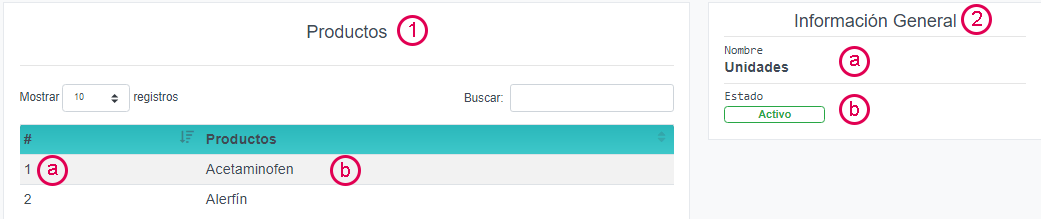 Productos 1
Mostrar 10 registros Buscar:
# Productos
1 a Acetaminofen b
2 Alerfín
Información General 2
Nombre
Unidades a
Estado
Activo b